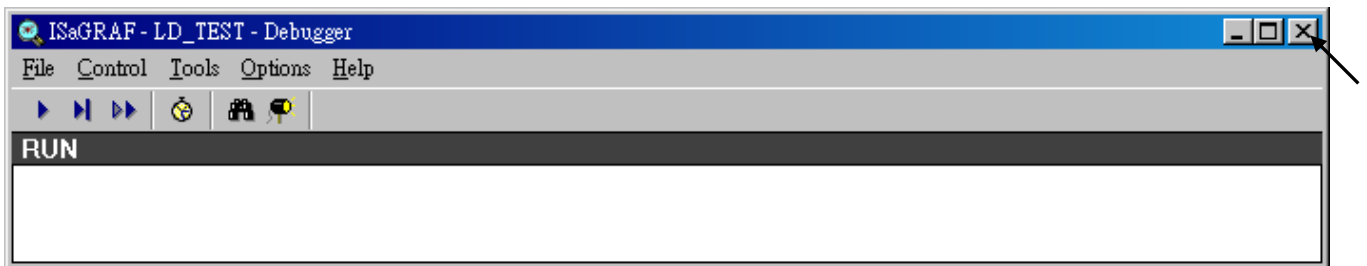 ISaGRAF - LD_TEST - Debugger
File Control Tools Options Help
RUN